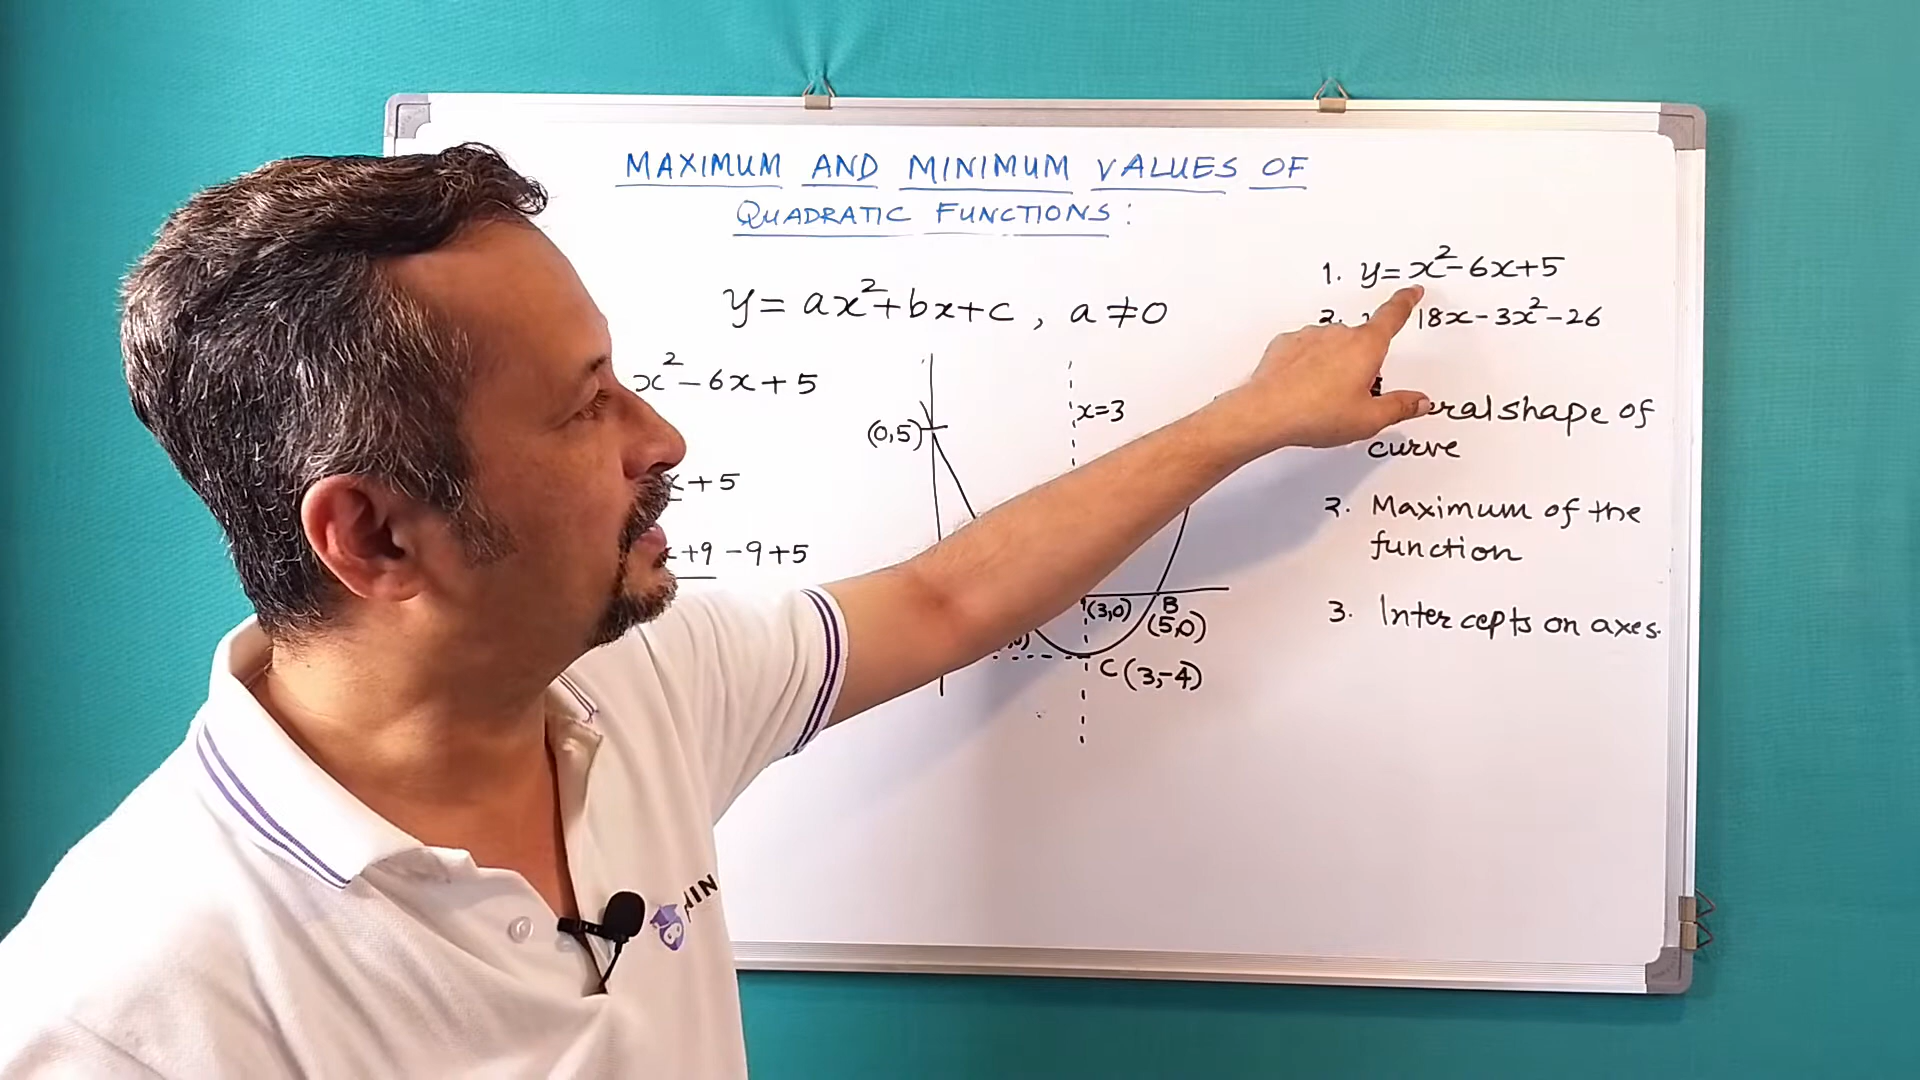 MAXIMUM AND MINIMUM VALUES OF
QUADRATIC FUNCTIONS:
y = ax²+bx+c , a ≠ 0
x² - 6x + 5
x + 5
x +9 - 9 + 5
(0,5)
x=3
(3,0)
B
(5,0)
C (3,-4)
1. y = x² - 6x + 5
2. 18x - 3x² - 26
shape of
curve
2. Maximum of the
function
3. Intercepts on axes.